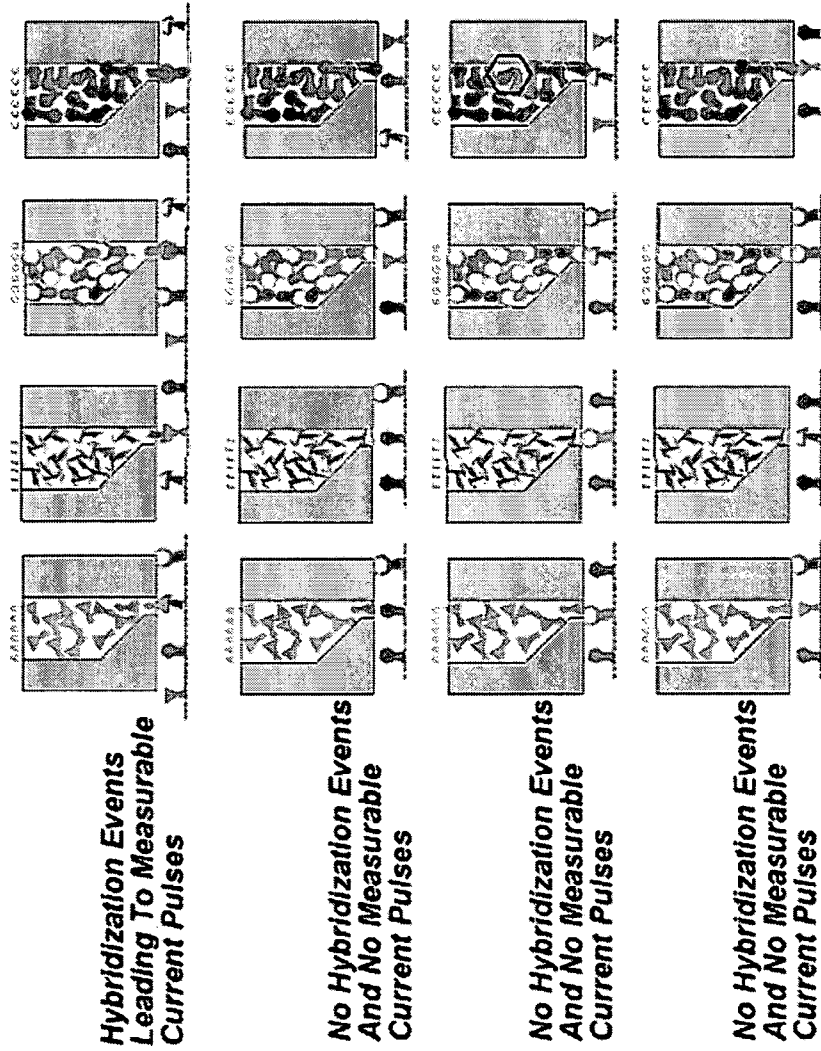 Hybridization Events
Leading To Measurable
Current Pulses
No Hybridization Events
And No Measurable
Current Pulses
No Hybridization Events
And No Measurable
Current Pulses
No Hybridization Events
And No Measurable
Current Pulses